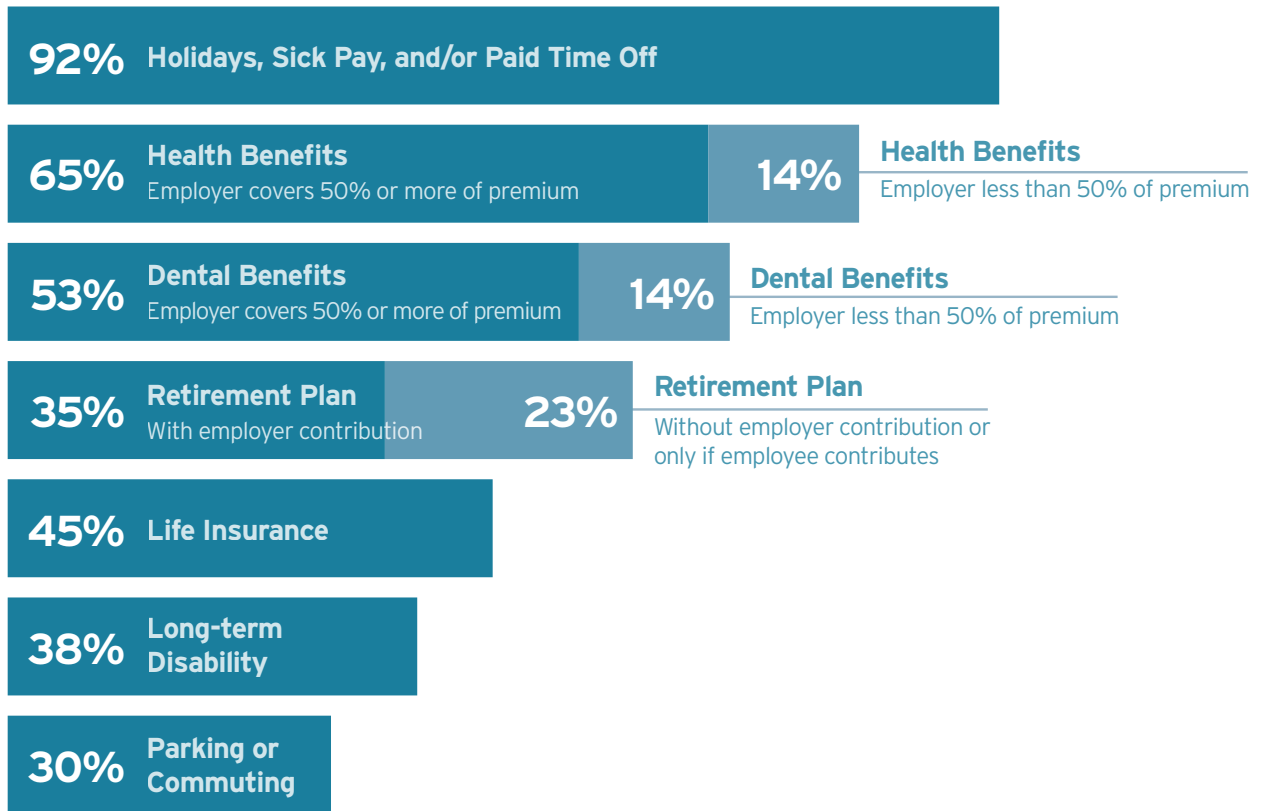 92% Holidays, Sick Pay, and/or Paid Time Off
65% Health Benefits
Employer covers 50% or more of premium
14% Health Benefits
Employer less than 50% of premium
53% Dental Benefits
Employer covers 50% or more of premium
14% Dental Benefits
Employer less than 50% of premium
35% Retirement Plan
With employer contribution
23% Retirement Plan
Without employer contribution or
only if employee contributes
45% Life Insurance
38% Long-term
Disability
30% Parking or
Commuting